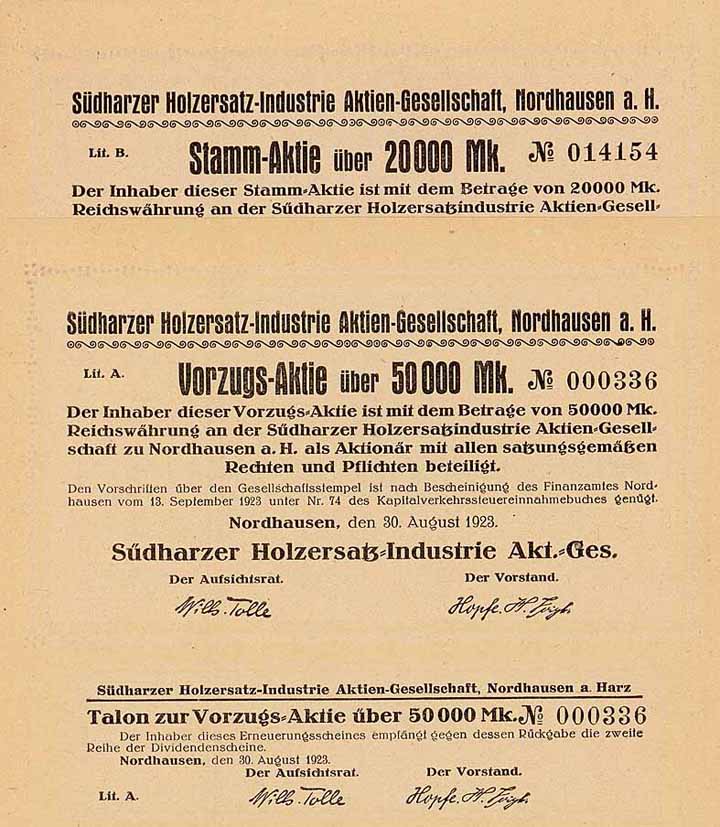 Südharzer Holzersatz-Industrie Aktien-Gesellschaft, Nordhausen a. H.
Lit. B. Stamm-Aktie über 20000 Mk. № 014154
Der Inhaber dieser Stamm-Aktie ist mit dem Betrage von 20000 Mk.
Reichswährung an der Südharzer Holzersatzindustrie Aktien-Gesell-
Südharzer Holzersatz-Industrie Aktien-Gesellschaft, Nordhausen a. H.
Lit. A. Vorzugs-Aktie über 50000 Mk. № 000336
Der Inhaber dieser Vorzugs-Aktie ist mit dem Betrage von 50000 Mk.
Reichswährung an der Südharzer Holzersatzindustrie Aktien-Gesell-
schaft zu Nordhausen a. H. als Aktionär mit allen satzungsgemäßen
Rechten und Pflichten beteiligt.
Den Vorschriften über den Gesellschaftsstempel ist nach Bescheinigung des Finanzamtes Nord-
hausen vom 13. September 1923 unter Nr. 74 des Kapitalverkehrssteuereinnahmebuches genügt.
Nordhausen, den 30. August 1923.
Südharzer Holzersatz-Industrie Akt.-Ges.
Der Aufsichtsrat. Der Vorstand.
Wilh. Tolle Hopfe. H.
Südharzer Holzersatz-Industrie Aktien-Gesellschaft, Nordhausen a. Harz
Talon zur Vorzugs-Aktie über 50000 Mk. № 000336
Der Inhaber dieses Erneuerungsscheines empfängt gegen dessen Rückgabe die zweite
Reihe der Dividendenscheine.
Nordhausen, den 30. August 1923.
Der Aufsichtsrat. Der Vorstand.
Lit. A. Wilh. Tolle Hopfe. H.